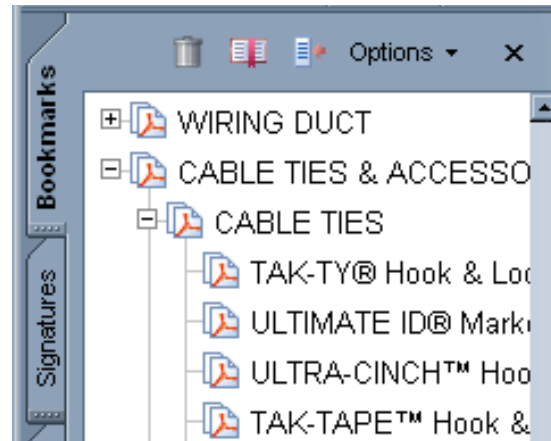 Options
Bookmarks
Signatures
WIRING DUCT
CABLE TIES & ACCESSO
CABLE TIES
TAK-TY® Hook & Loo
ULTIMATE ID® Mark
ULTRA-CINCH™ Hoo
TAK-TAPE™ Hook &